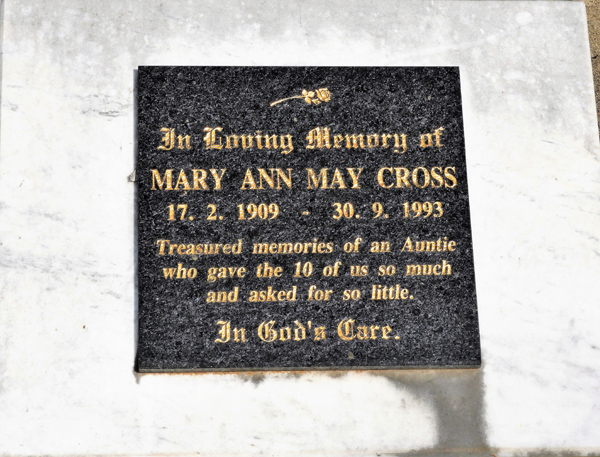 In Loving Memory of
MARY ANN MAY CROSS
17. 2. 1909 - 30. 9. 1993
Treasured memories of an Auntie
who gave the 10 of us so much
and asked for so little.
In God's Care.